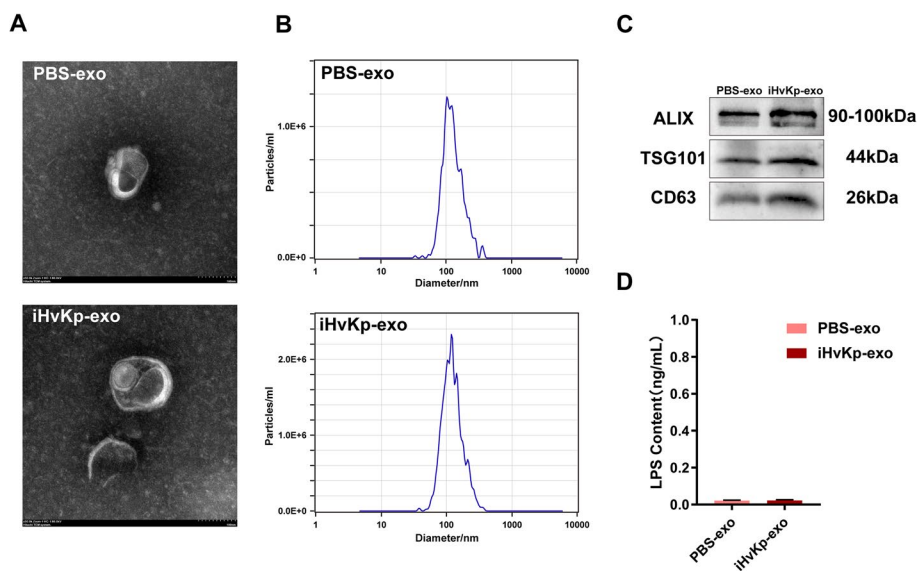 A
PBS-exo
iHvKp-exo
B
PBS-exo
1.0E+6
0.0E+0
Particles/ml
1 10 100 1000 10000
Diameter/nm
iHvKp-exo
2.0E+6
1.0E+6
0.0E+0
Particles/ml
1 10 100 1000 10000
Diameter/nm
C
PBS-exo iHvKp-exo
ALIX 90-100kDa
TSG101 44kDa
CD63 26kDa
D
PBS-exo
iHvKp-exo
1.0
0.8
0.6
0.4
0.2
0.0
LPS Content(ng/mL)
PBS-exo
iHvKp-exo